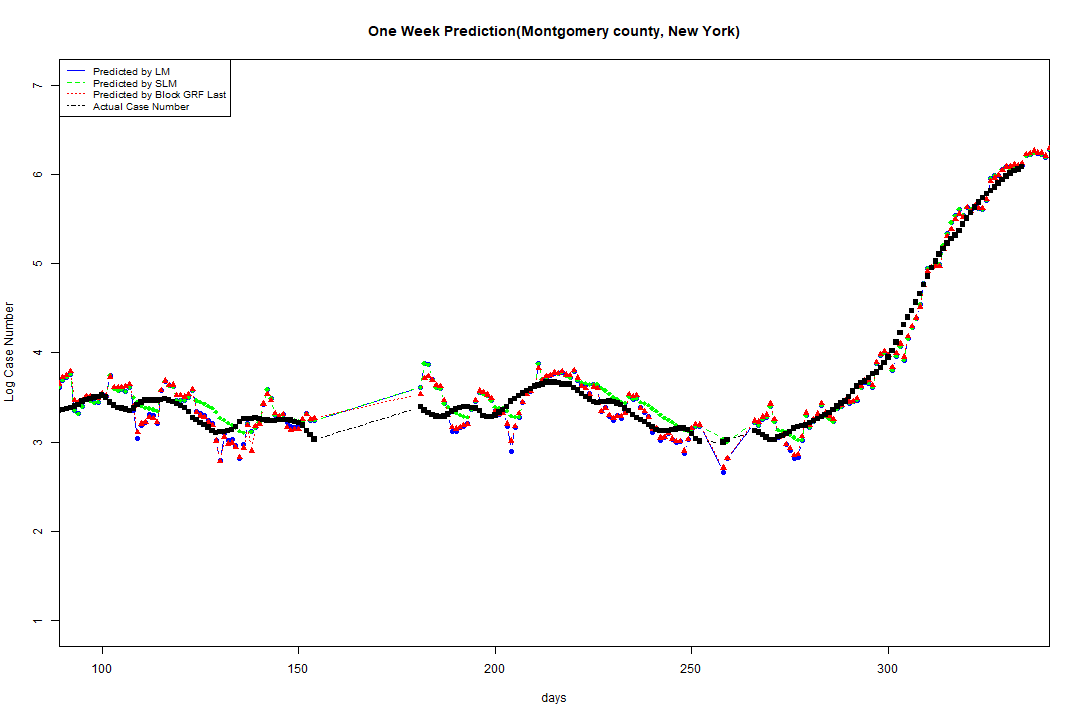 One Week Prediction(Montgomery county, New York)
Predicted by LM
Predicted by SLM
Predicted by Block GRF Last
Actual Case Number
7
6
5
4
3
2
1
Log Case Number
100
150
200
250
300
days